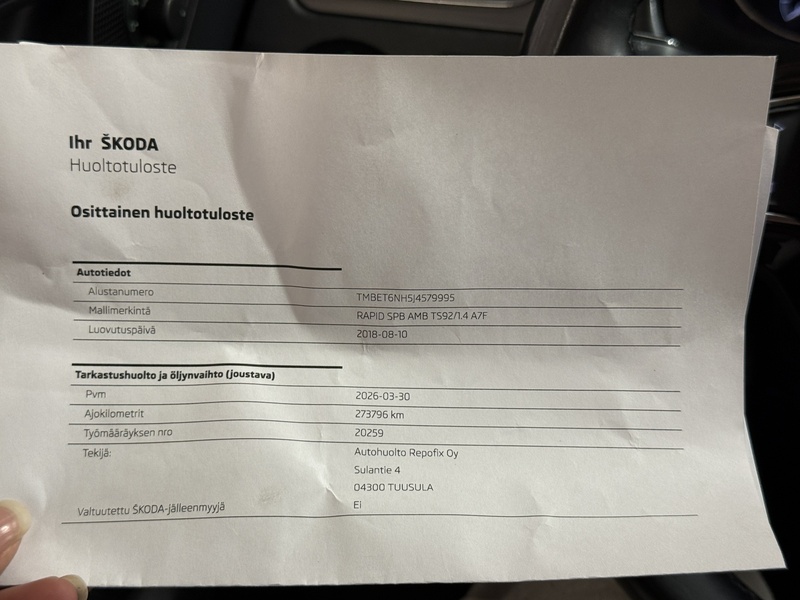 Ihr ŠKODA
Huoltotuloste
Osittainen huoltotuloste
Autotiedot
Alustanumero TMBET6NH5J4579995
Mallimerkintä RAPID SPB AMB TS92/1.4 A7F
Luovutuspäivä 2018-08-10
Tarkastushuolto ja öljynvaihto (joustava)
Pvm 2026-03-30
Ajokilometrit 273796 km
Työmääräyksen nro 20259
Tekijä: Autohuolto Repofix Oy
Sulantie 4
04300 TUUSULA
Valtuutettu ŠKODA-jälleenmyyjä Ei